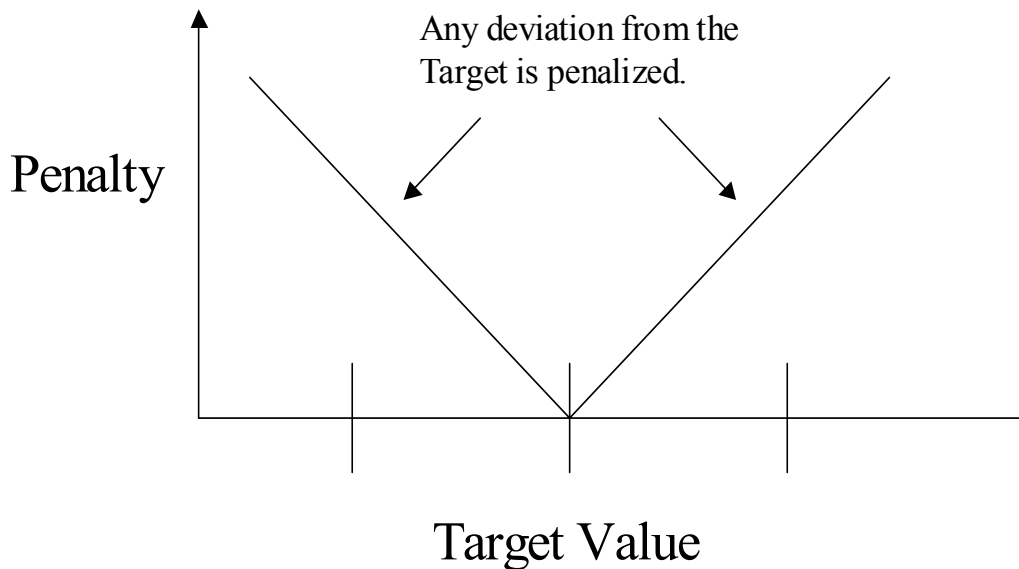 Any deviation from the
Target is penalized.
Penalty
Target Value